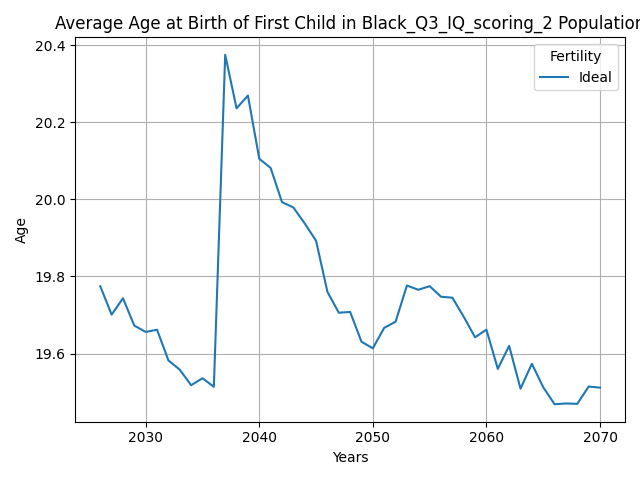 Average Age at Birth of First Child in Black_Q3_IQ_scoring_2 Population
Fertility
Ideal
20.4
20.2
20.0
19.8
19.6
Age
2030
2040
2050
2060
2070
Years